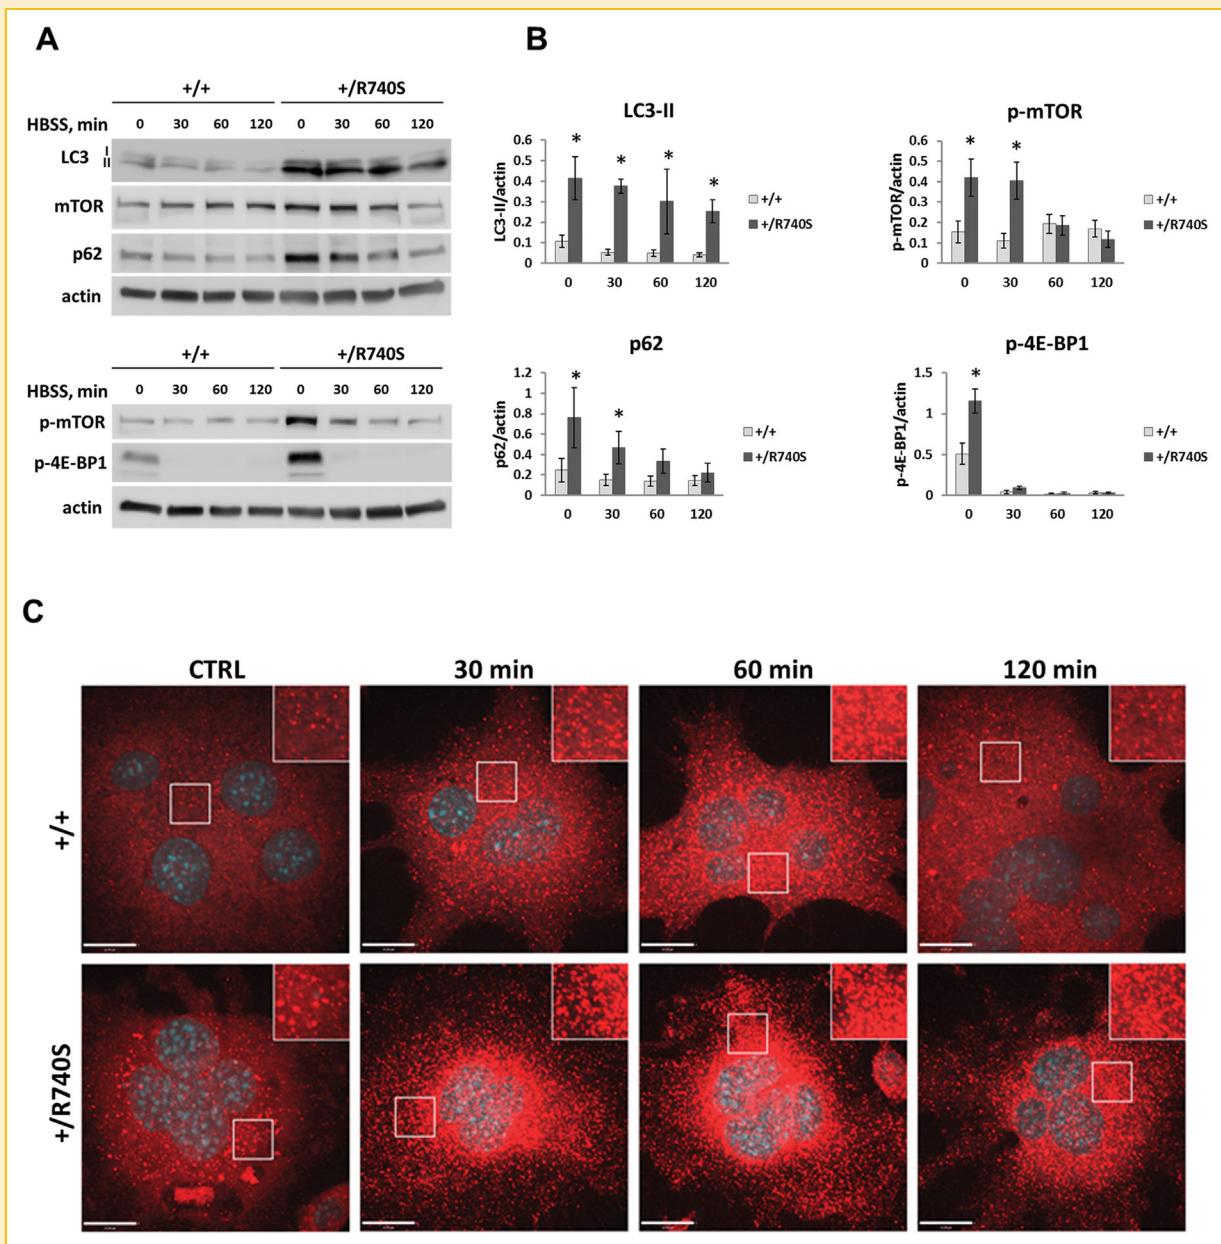 A
+/+ +/R740S
HBSS, min 0 30 60 120 0 30 60 120
LC3 I
II
mTOR
p62
actin
+/+ +/R740S
HBSS, min 0 30 60 120 0 30 60 120
p-mTOR
p-4E-BP1
actin
B
LC3-II
LC3-II/actin
0.6
0.5
0.4
0.3
0.2
0.1
0
* * * *
0 30 60 120
+/+
+/R740S
p-mTOR
p-mTOR/actin
0.6
0.5
0.4
0.3
0.2
0.1
0
* *
0 30 60 120
+/+
+/R740S
p62
p62/actin
1.2
1
0.8
0.6
0.4
0.2
0
* *
0 30 60 120
+/+
+/R740S
p-4E-BP1
p-4E-BP1/actin
1.5
1
0.5
0
*
0 30 60 120
+/+
+/R740S
C
CTRL 30 min 60 min 120 min
+/+
+/R740S